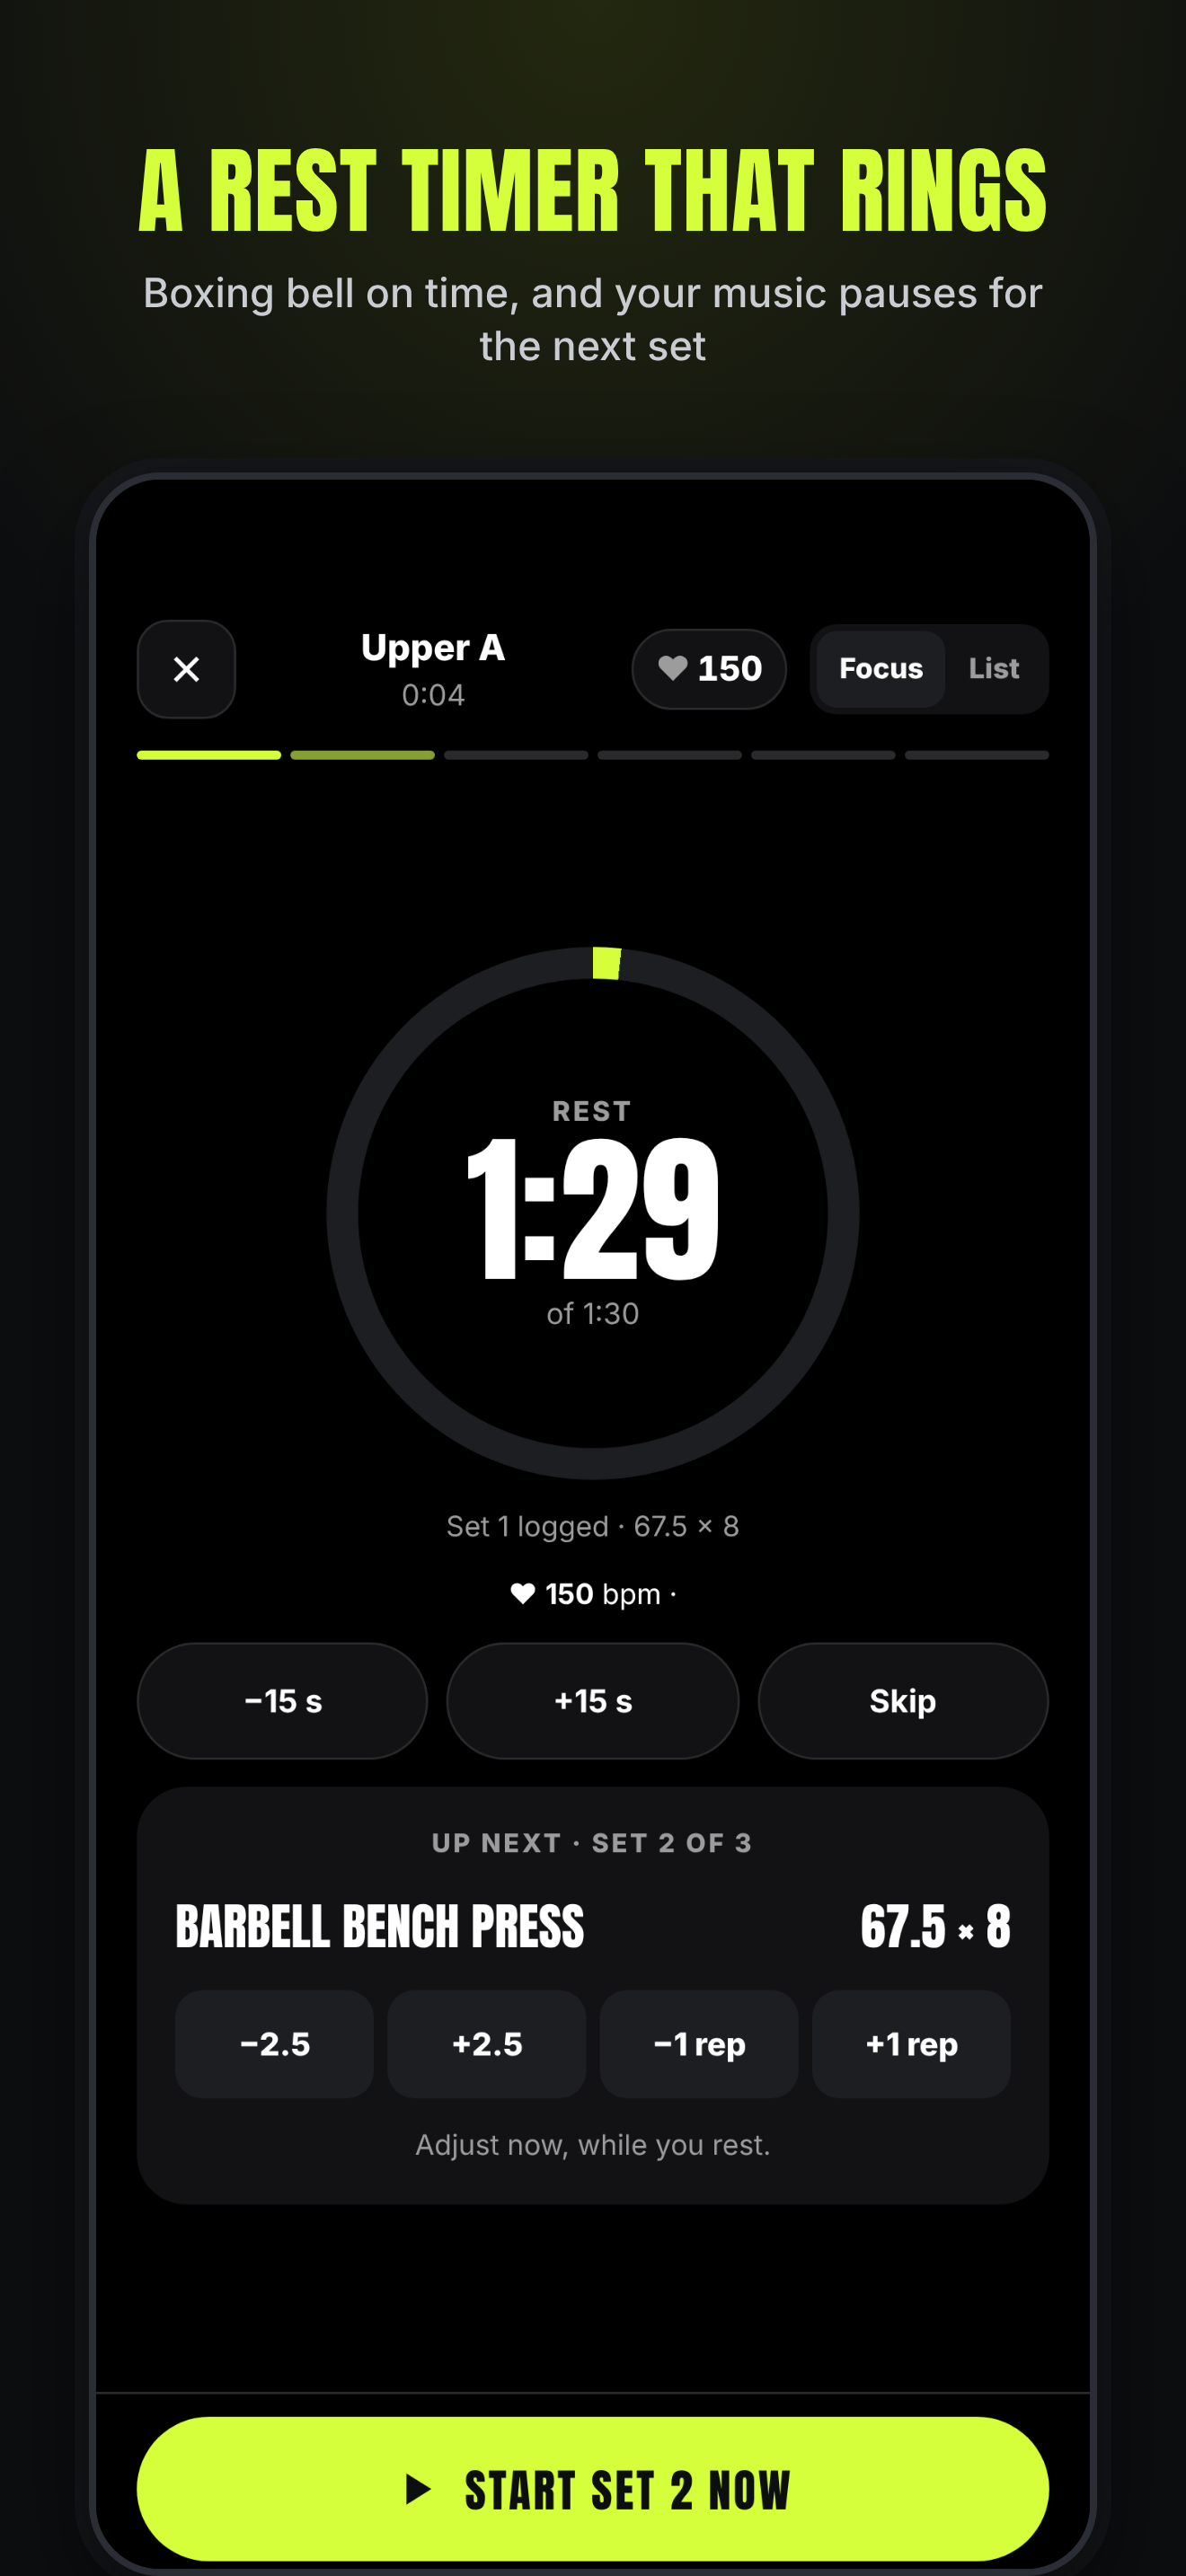 A REST TIMER THAT RINGS
Boxing bell on time, and your music pauses for
the next set
Upper A
0:04
150
Focus
List
REST
1:29
of 1:30
Set 1 logged · 67.5 × 8
150 bpm ·
−15 s
+15 s
Skip
UP NEXT · SET 2 OF 3
BARBELL BENCH PRESS
67.5 × 8
−2.5
+2.5
−1 rep
+1 rep
Adjust now, while you rest.
START SET 2 NOW